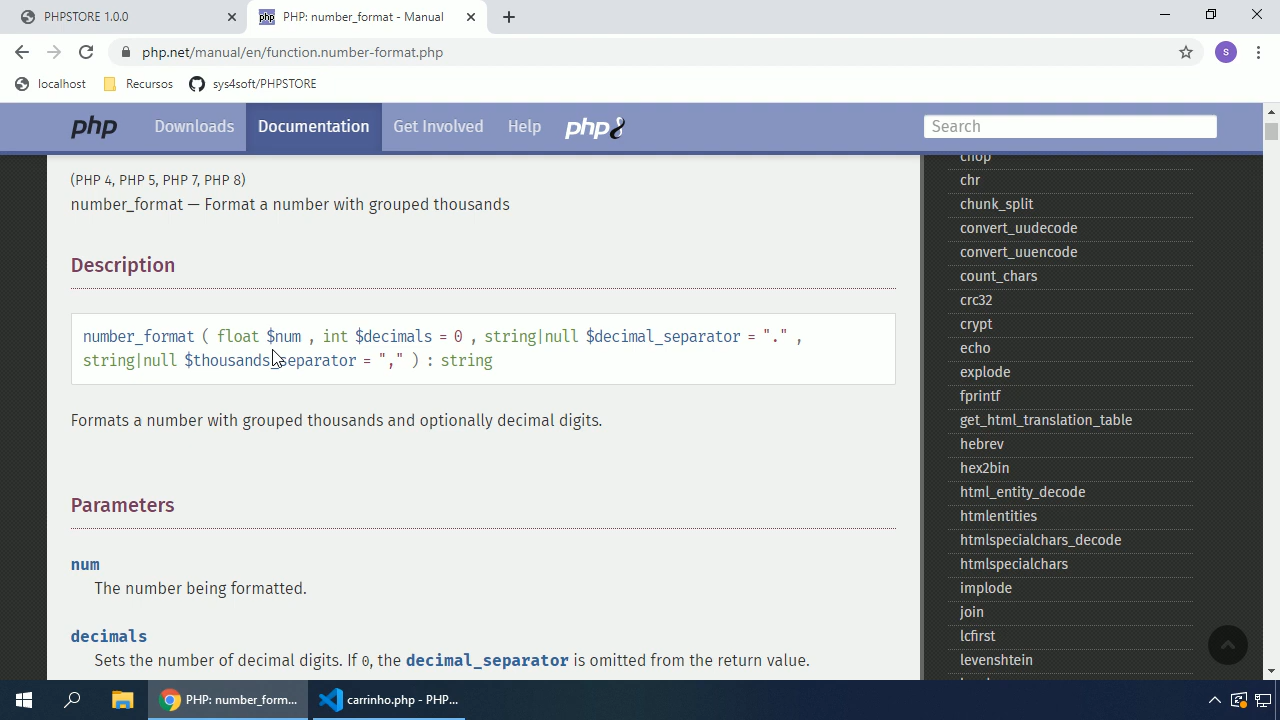 PHPSTORE 1.0.0
php
PHP: number_format - Manual
php.net/manual/en/function.number-format.php
S
localhost
Recursos
sys4soft/PHPSTORE
php
Downloads
Documentation
Get Involved
Help
php8
Search
(PHP 4, PHP 5, PHP 7, PHP 8)
number_format — Format a number with grouped thousands
Description
number_format ( float $num , int $decimals = 0 , string|null $decimal_separator = "." ,
string|null $thousands_separator = "," ) : string
Formats a number with grouped thousands and optionally decimal digits.
Parameters
num
The number being formatted.
decimals
Sets the number of decimal digits. If 0, the decimal_separator is omitted from the return value.
chop
chr
chunk_split
convert_uudecode
convert_uuencode
count_chars
crc32
crypt
echo
explode
fprintf
get_html_translation_table
hebrev
hex2bin
html_entity_decode
htmlentities
htmlspecialchars_decode
htmlspecialchars
implode
join
lcfirst
levenshtein
PHP: number_form...
carrinho.php - PHP...